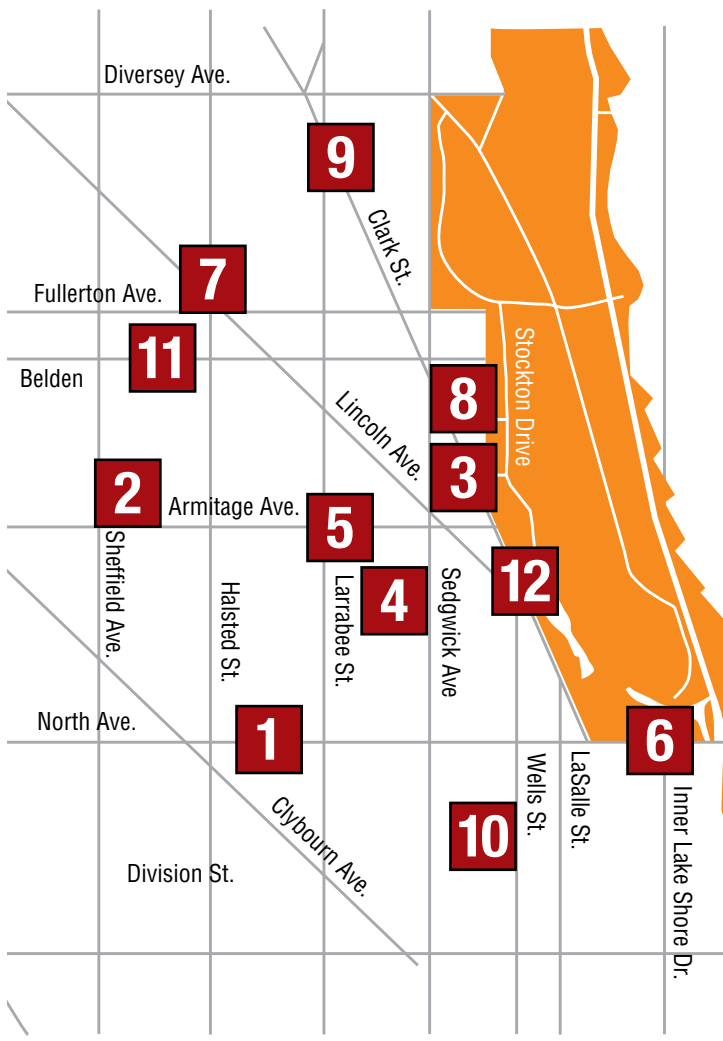 Diversey Ave.
9
Clark St.
7
Fullerton Ave.
11
Belden
Stockton Drive
8
Lincoln Ave.
3
2
Armitage Ave.
5
12
4
Sheffield Ave.
Halsted St.
Larrabee St.
Sedgwick Ave
North Ave.
1
6
Wells St.
LaSalle St.
Inner Lake Shore Dr.
10
Clybourn Ave.
Division St.